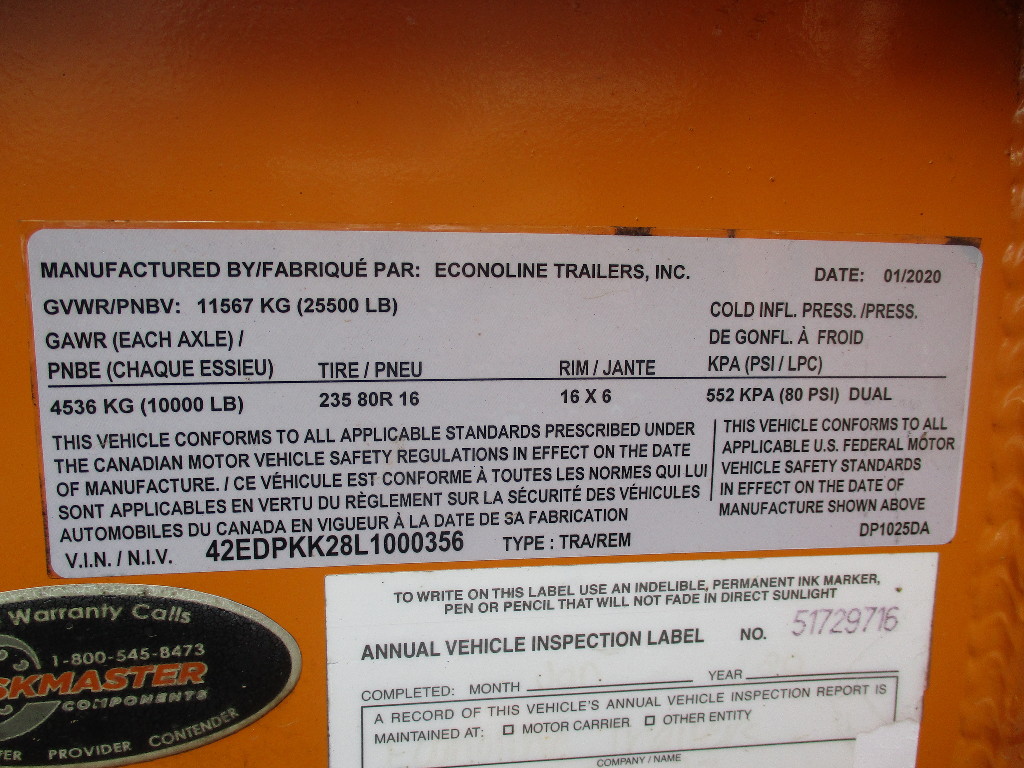 MANUFACTURED BY/FABRIQUÉ PAR: ECONOLINE TRAILERS, INC. DATE: 01/2020
GVWR/PNBV: 11567 KG (25500 LB)
COLD INFL. PRESS. /PRESS.
GAWR (EACH AXLE) /
DE GONFL. À FROID
PNBE (CHAQUE ESSIEU) TIRE / PNEU RIM / JANTE KPA (PSI / LPC)
4536 KG (10000 LB) 235 80R 16 16 X 6 552 KPA (80 PSI) DUAL
THIS VEHICLE CONFORMS TO ALL APPLICABLE STANDARDS PRESCRIBED UNDER
THE CANADIAN MOTOR VEHICLE SAFETY REGULATIONS IN EFFECT ON THE DATE
OF MANUFACTURE. / CE VÉHICULE EST CONFORME À TOUTES LES NORMES QUI LUI
SONT APPLICABLES EN VERTU DU RÈGLEMENT SUR LA SÉCURITÉ DES VÉHICULES
AUTOMOBILES DU CANADA EN VIGUEUR À LA DATE DE SA FABRICATION
THIS VEHICLE CONFORMS TO ALL
APPLICABLE U.S. FEDERAL MOTOR
VEHICLE SAFETY STANDARDS
IN EFFECT ON THE DATE OF
MANUFACTURE SHOWN ABOVE
V.I.N. / N.I.V. 42EDPKK28L1000356 TYPE : TRA/REM DP1025DA
Warranty Calls
1-800-545-8473
SKMASTER
COMPONENTS
PROVIDER CONTENDER
TO WRITE ON THIS LABEL USE AN INDELIBLE, PERMANENT INK MARKER,
PEN OR PENCIL THAT WILL NOT FADE IN DIRECT SUNLIGHT
ANNUAL VEHICLE INSPECTION LABEL NO. 51729716
COMPLETED: MONTH YEAR
A RECORD OF THIS VEHICLE'S ANNUAL VEHICLE INSPECTION REPORT IS
MAINTAINED AT: ☐ MOTOR CARRIER ☐ OTHER ENTITY
COMPANY / NAME